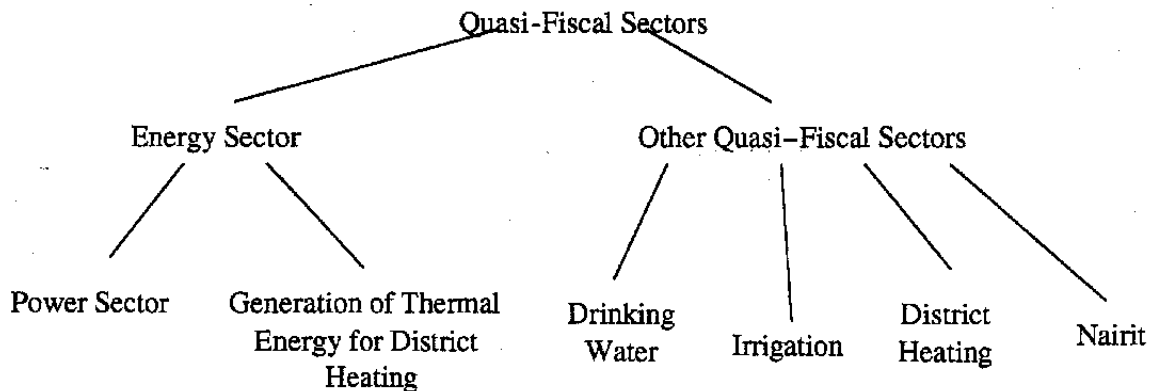 Quasi-Fiscal Sectors
Energy Sector
Other Quasi-Fiscal Sectors
Power Sector
Generation of Thermal
Energy for District
Heating
Drinking
Water
Irrigation
District
Heating
Nairit